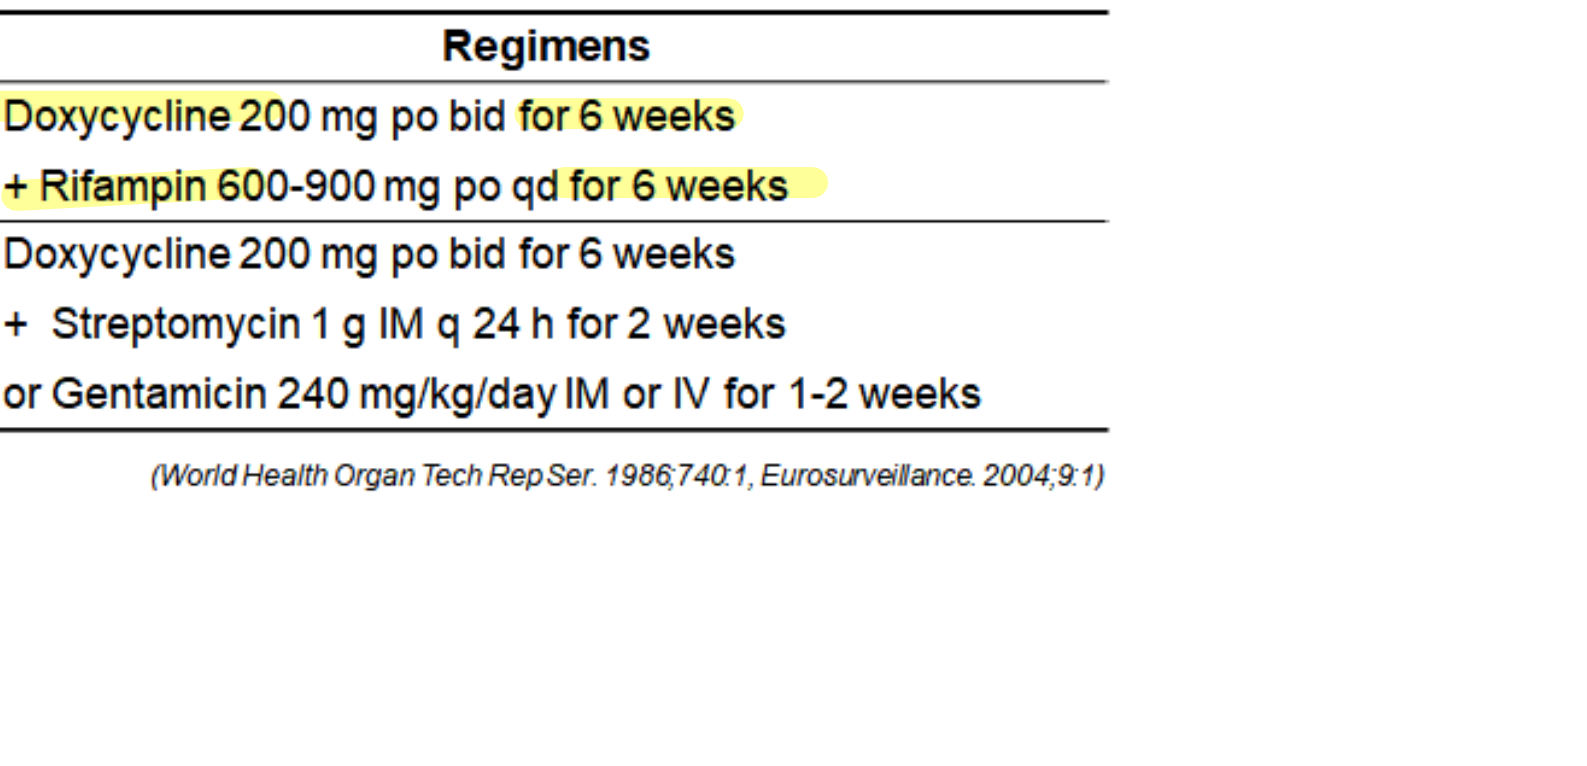 Regimens
Doxycycline 200 mg po bid for 6 weeks
+ Rifampin 600-900 mg po qd for 6 weeks
Doxycycline 200 mg po bid for 6 weeks
+ Streptomycin 1 g IM q 24 h for 2 weeks
or Gentamicin 240 mg/kg/day IM or IV for 1-2 weeks
(World Health Organ Tech Rep Ser. 1986;740:1, Eurosurveillance. 2004;9:1)